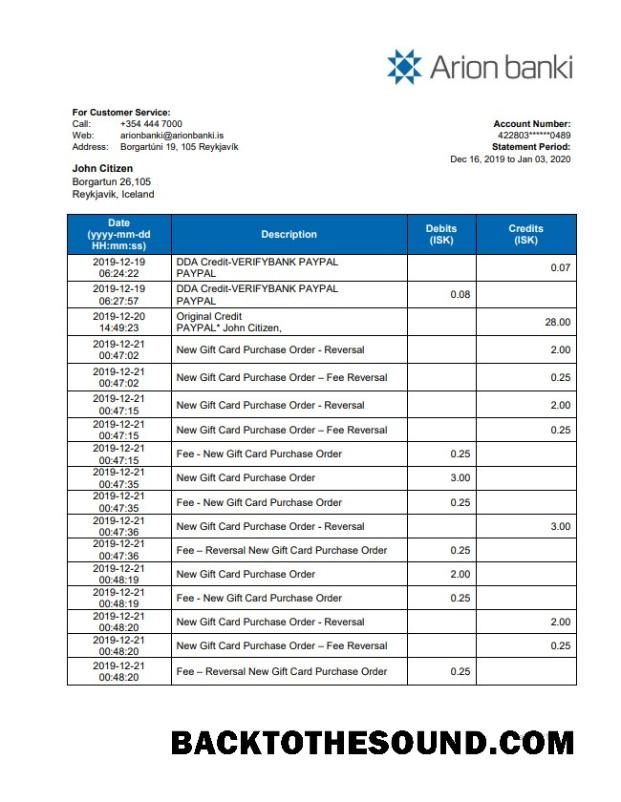 Arion banki
For Customer Service:
Call: +354 444 7000
Web: arionbanki@arionbanki.is
Address: Borgartúni 19, 105 Reykjavík
Account Number:
422803******0489
Statement Period:
Dec 16, 2019 to Jan 03, 2020
John Citizen
Borgartun 26,105
Reykjavik, Iceland
Date
(yyyy-mm-dd
HH:mm:ss)
Description
Debits
(ISK)
Credits
(ISK)
2019-12-19
06:24:22
DDA Credit-VERIFYBANK PAYPAL
PAYPAL
0.07
2019-12-19
06:27:57
DDA Credit-VERIFYBANK PAYPAL
PAYPAL
0.08
2019-12-20
14:49:23
Original Credit
PAYPAL* John Citizen,
28.00
2019-12-21
00:47:02
New Gift Card Purchase Order - Reversal
2.00
2019-12-21
00:47:02
New Gift Card Purchase Order – Fee Reversal
0.25
2019-12-21
00:47:15
New Gift Card Purchase Order - Reversal
2.00
2019-12-21
00:47:15
New Gift Card Purchase Order – Fee Reversal
0.25
2019-12-21
00:47:15
Fee - New Gift Card Purchase Order
0.25
2019-12-21
00:47:35
New Gift Card Purchase Order
3.00
2019-12-21
00:47:35
Fee - New Gift Card Purchase Order
0.25
2019-12-21
00:47:36
New Gift Card Purchase Order - Reversal
3.00
2019-12-21
00:47:36
Fee – Reversal New Gift Card Purchase Order
0.25
2019-12-21
00:48:19
New Gift Card Purchase Order
2.00
2019-12-21
00:48:19
Fee - New Gift Card Purchase Order
0.25
2019-12-21
00:48:20
New Gift Card Purchase Order - Reversal
2.00
2019-12-21
00:48:20
New Gift Card Purchase Order – Fee Reversal
0.25
2019-12-21
00:48:20
Fee – Reversal New Gift Card Purchase Order
0.25
BACKTOTHESOUND.COM